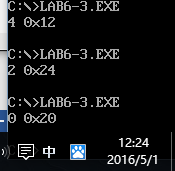 C:\>LAB6-3.EXE
4 0x12
C:\>LAB6-3.EXE
2 0x24
C:\>LAB6-3.EXE
0 0x20
中
12:24
2016/5/1